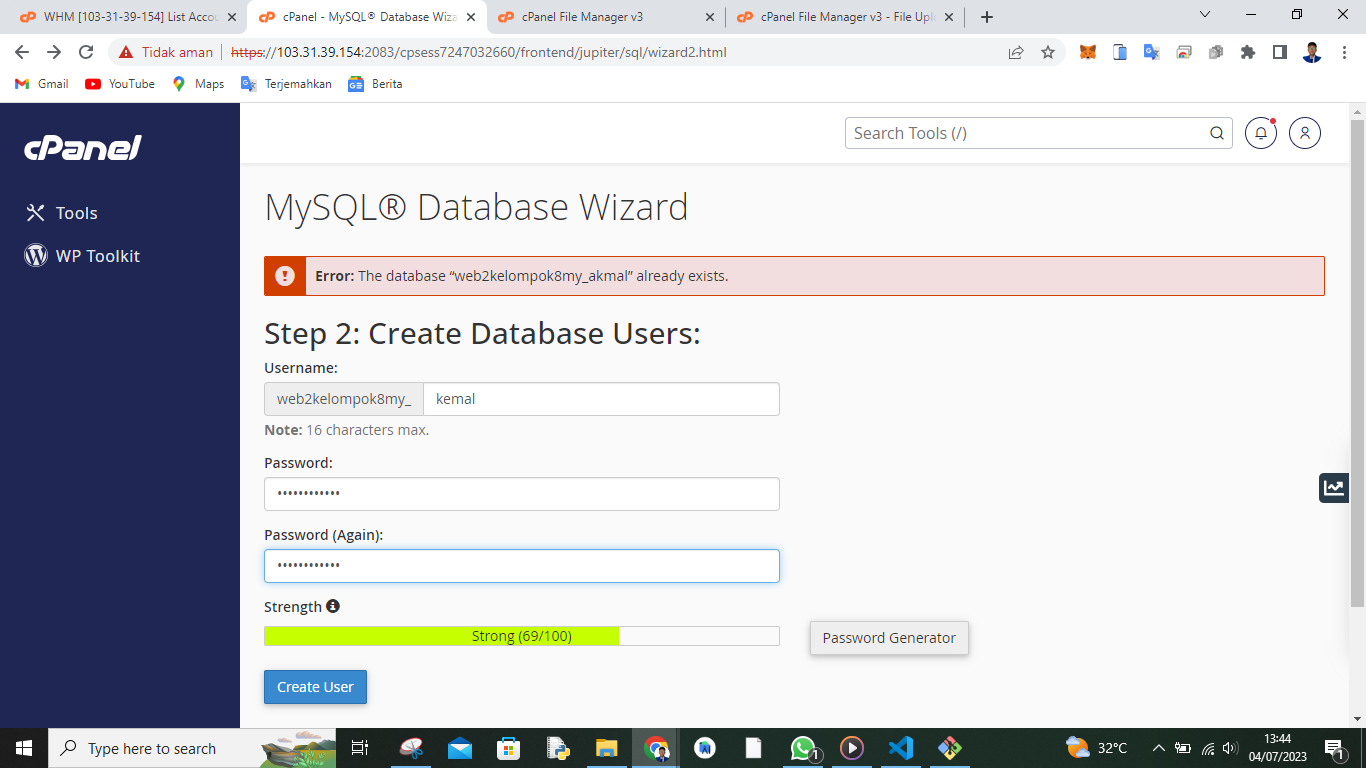 WHM [103-31-39-154] List Accou
cPanel - MySQL® Database Wiza
cPanel File Manager v3
cPanel File Manager v3 - File Uplo
Tidak aman
https://103.31.39.154:2083/cpsess7247032660/frontend/jupiter/sql/wizard2.html
Gmail
YouTube
Maps
Terjemahkan
Berita
cPanel
Search Tools (/)
Tools
WP Toolkit
MySQL® Database Wizard
Error: The database “web2kelompok8my_akmal” already exists.
Step 2: Create Database Users:
Username:
web2kelompok8my_ kemal
Note: 16 characters max.
Password:
••••••••••••
Password (Again):
••••••••••••
Strength
Strong (69/100)
Password Generator
Create User
Type here to search
1
32°C
13:44
04/07/2023
1